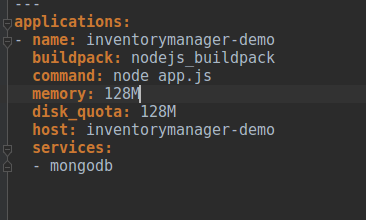 ---
applications:
- name: inventorymanager-demo
  buildpack: nodejs_buildpack
  command: node app.js
  memory: 128M
  disk_quota: 128M
  host: inventorymanager-demo
  services:
  - mongodb